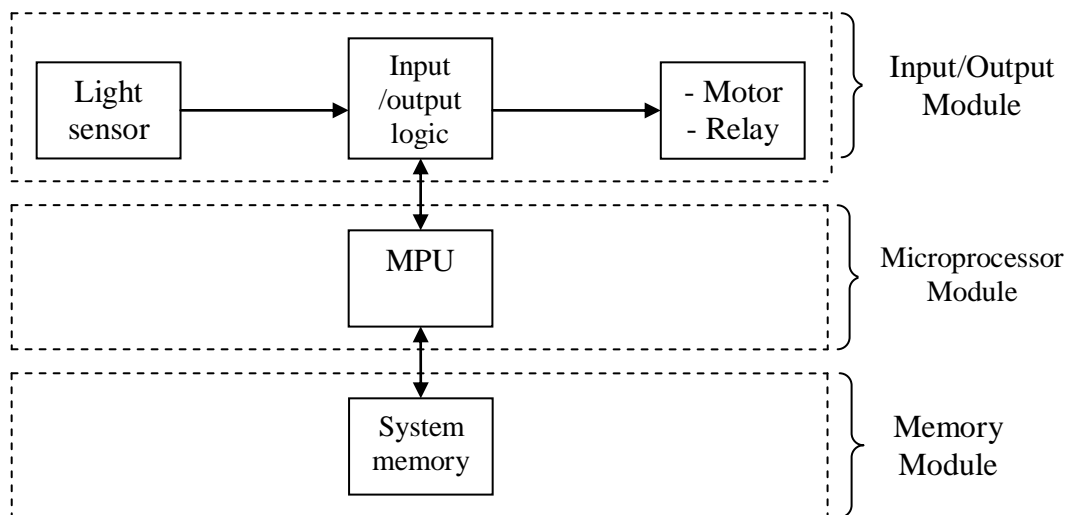 Light
sensor
Input
/output
logic
- Motor
- Relay
Input/Output
Module
MPU
Microprocessor
Module
System
memory
Memory
Module